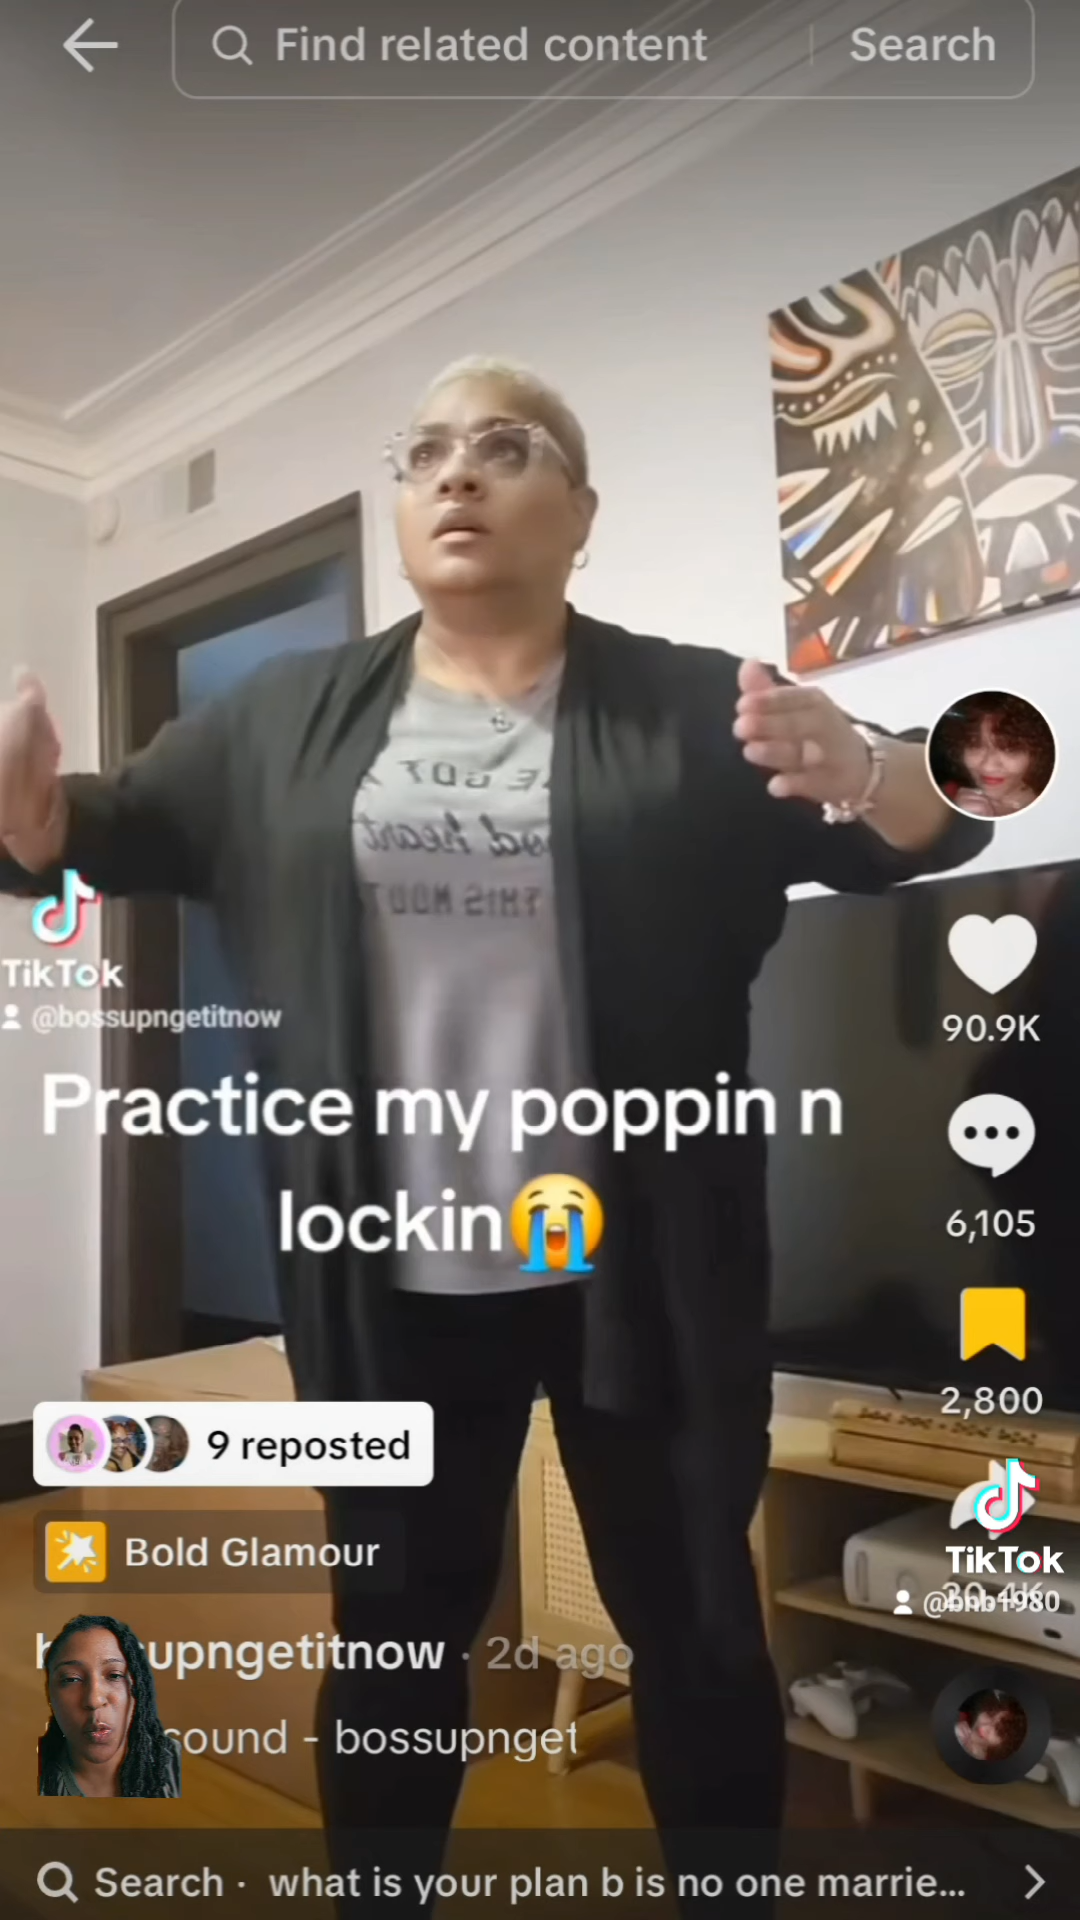 Find related content
Search
TikTok
@bossupngetitnow
Practice my poppin n
lockin😭
90.9K
6,105
2,800
9 reposted
Bold Glamour
TikTok
@bnb1980
upngetitnow · 2d ago
sound - bossupnget
Search · what is your plan b is no one marrie...